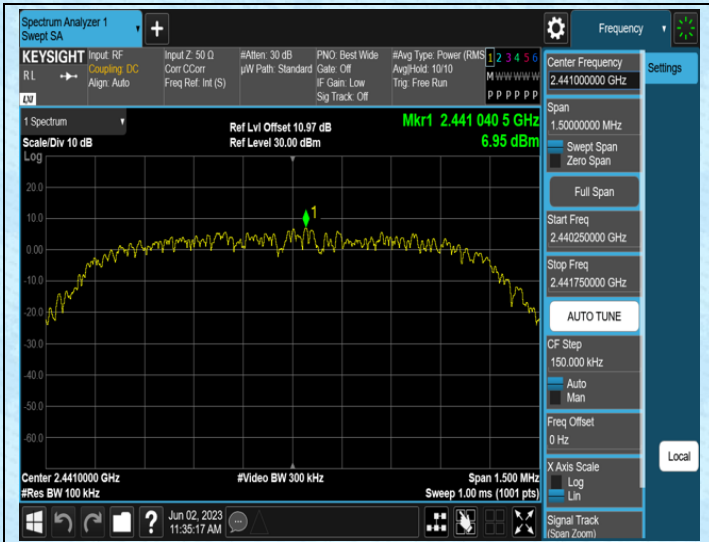 Spectrum Analyzer 1
Swept SA
Frequency
KEYSIGHT
RL
LXI
Input: RF
Coupling: DC
Align: Auto
Input Z: 50 Ω
Corr CCorr
Freq Ref: Int (S)
#Atten: 30 dB
µW Path: Standard
PNO: Best Wide
Gate: Off
IF Gain: Low
Sig Track: Off
#Avg Type: Power (RMS
Avg|Hold: 10/10
Trig: Free Run
1 2 3 4 5 6
M W W W W W
P P P P P P
1 Spectrum
Scale/Div 10 dB
Ref Lvl Offset 10.97 dB
Ref Level 30.00 dBm
Mkr1 2.441 040 5 GHz
6.95 dBm
Log
20.0
10.0
0.00
-10.0
-20.0
-30.0
-40.0
-50.0
-60.0
1
Center 2.4410000 GHz
#Res BW 100 kHz
#Video BW 300 kHz
Span 1.500 MHz
Sweep 1.00 ms (1001 pts)
Jun 02, 2023
11:35:17 AM
?
Center Frequency
2.441000000 GHz
Settings
Span
1.50000000 MHz
Swept Span
Zero Span
Full Span
Start Freq
2.440250000 GHz
Stop Freq
2.441750000 GHz
AUTO TUNE
CF Step
150.000 kHz
Auto
Man
Freq Offset
0 Hz
Local
X Axis Scale
Log
Lin
Signal Track
(Span Zoom)